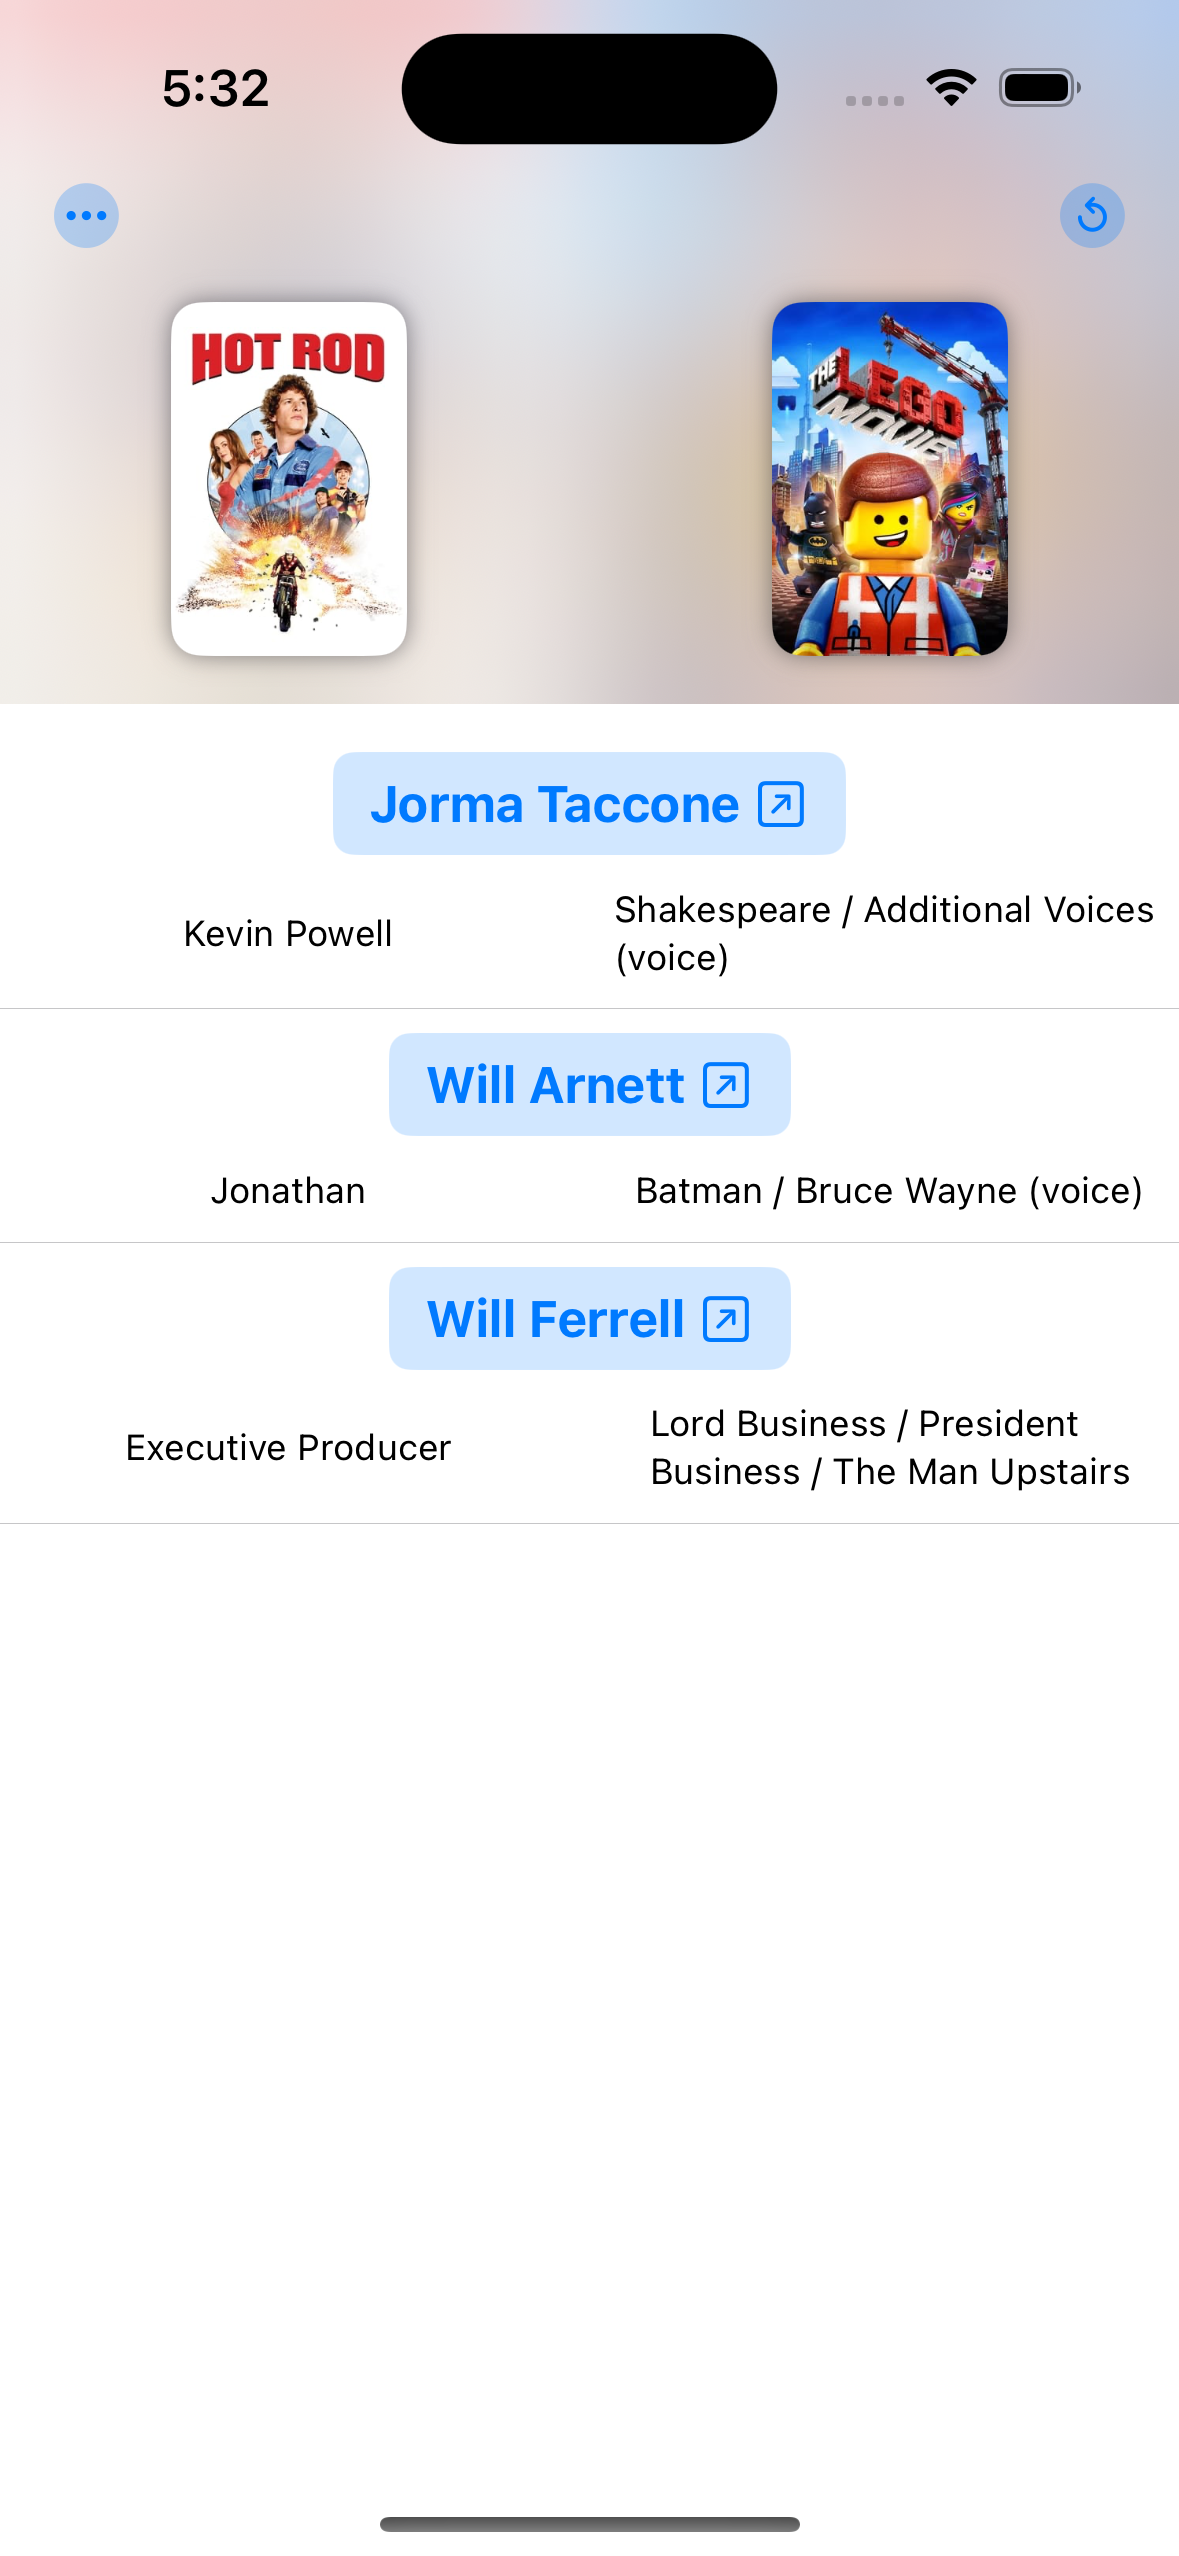 5:32
HOT ROD
THE
LEGO
MOVIE
Jorma Taccone
Kevin Powell
Shakespeare / Additional Voices
(voice)
Will Arnett
Jonathan
Batman / Bruce Wayne (voice)
Will Ferrell
Executive Producer
Lord Business / President
Business / The Man Upstairs